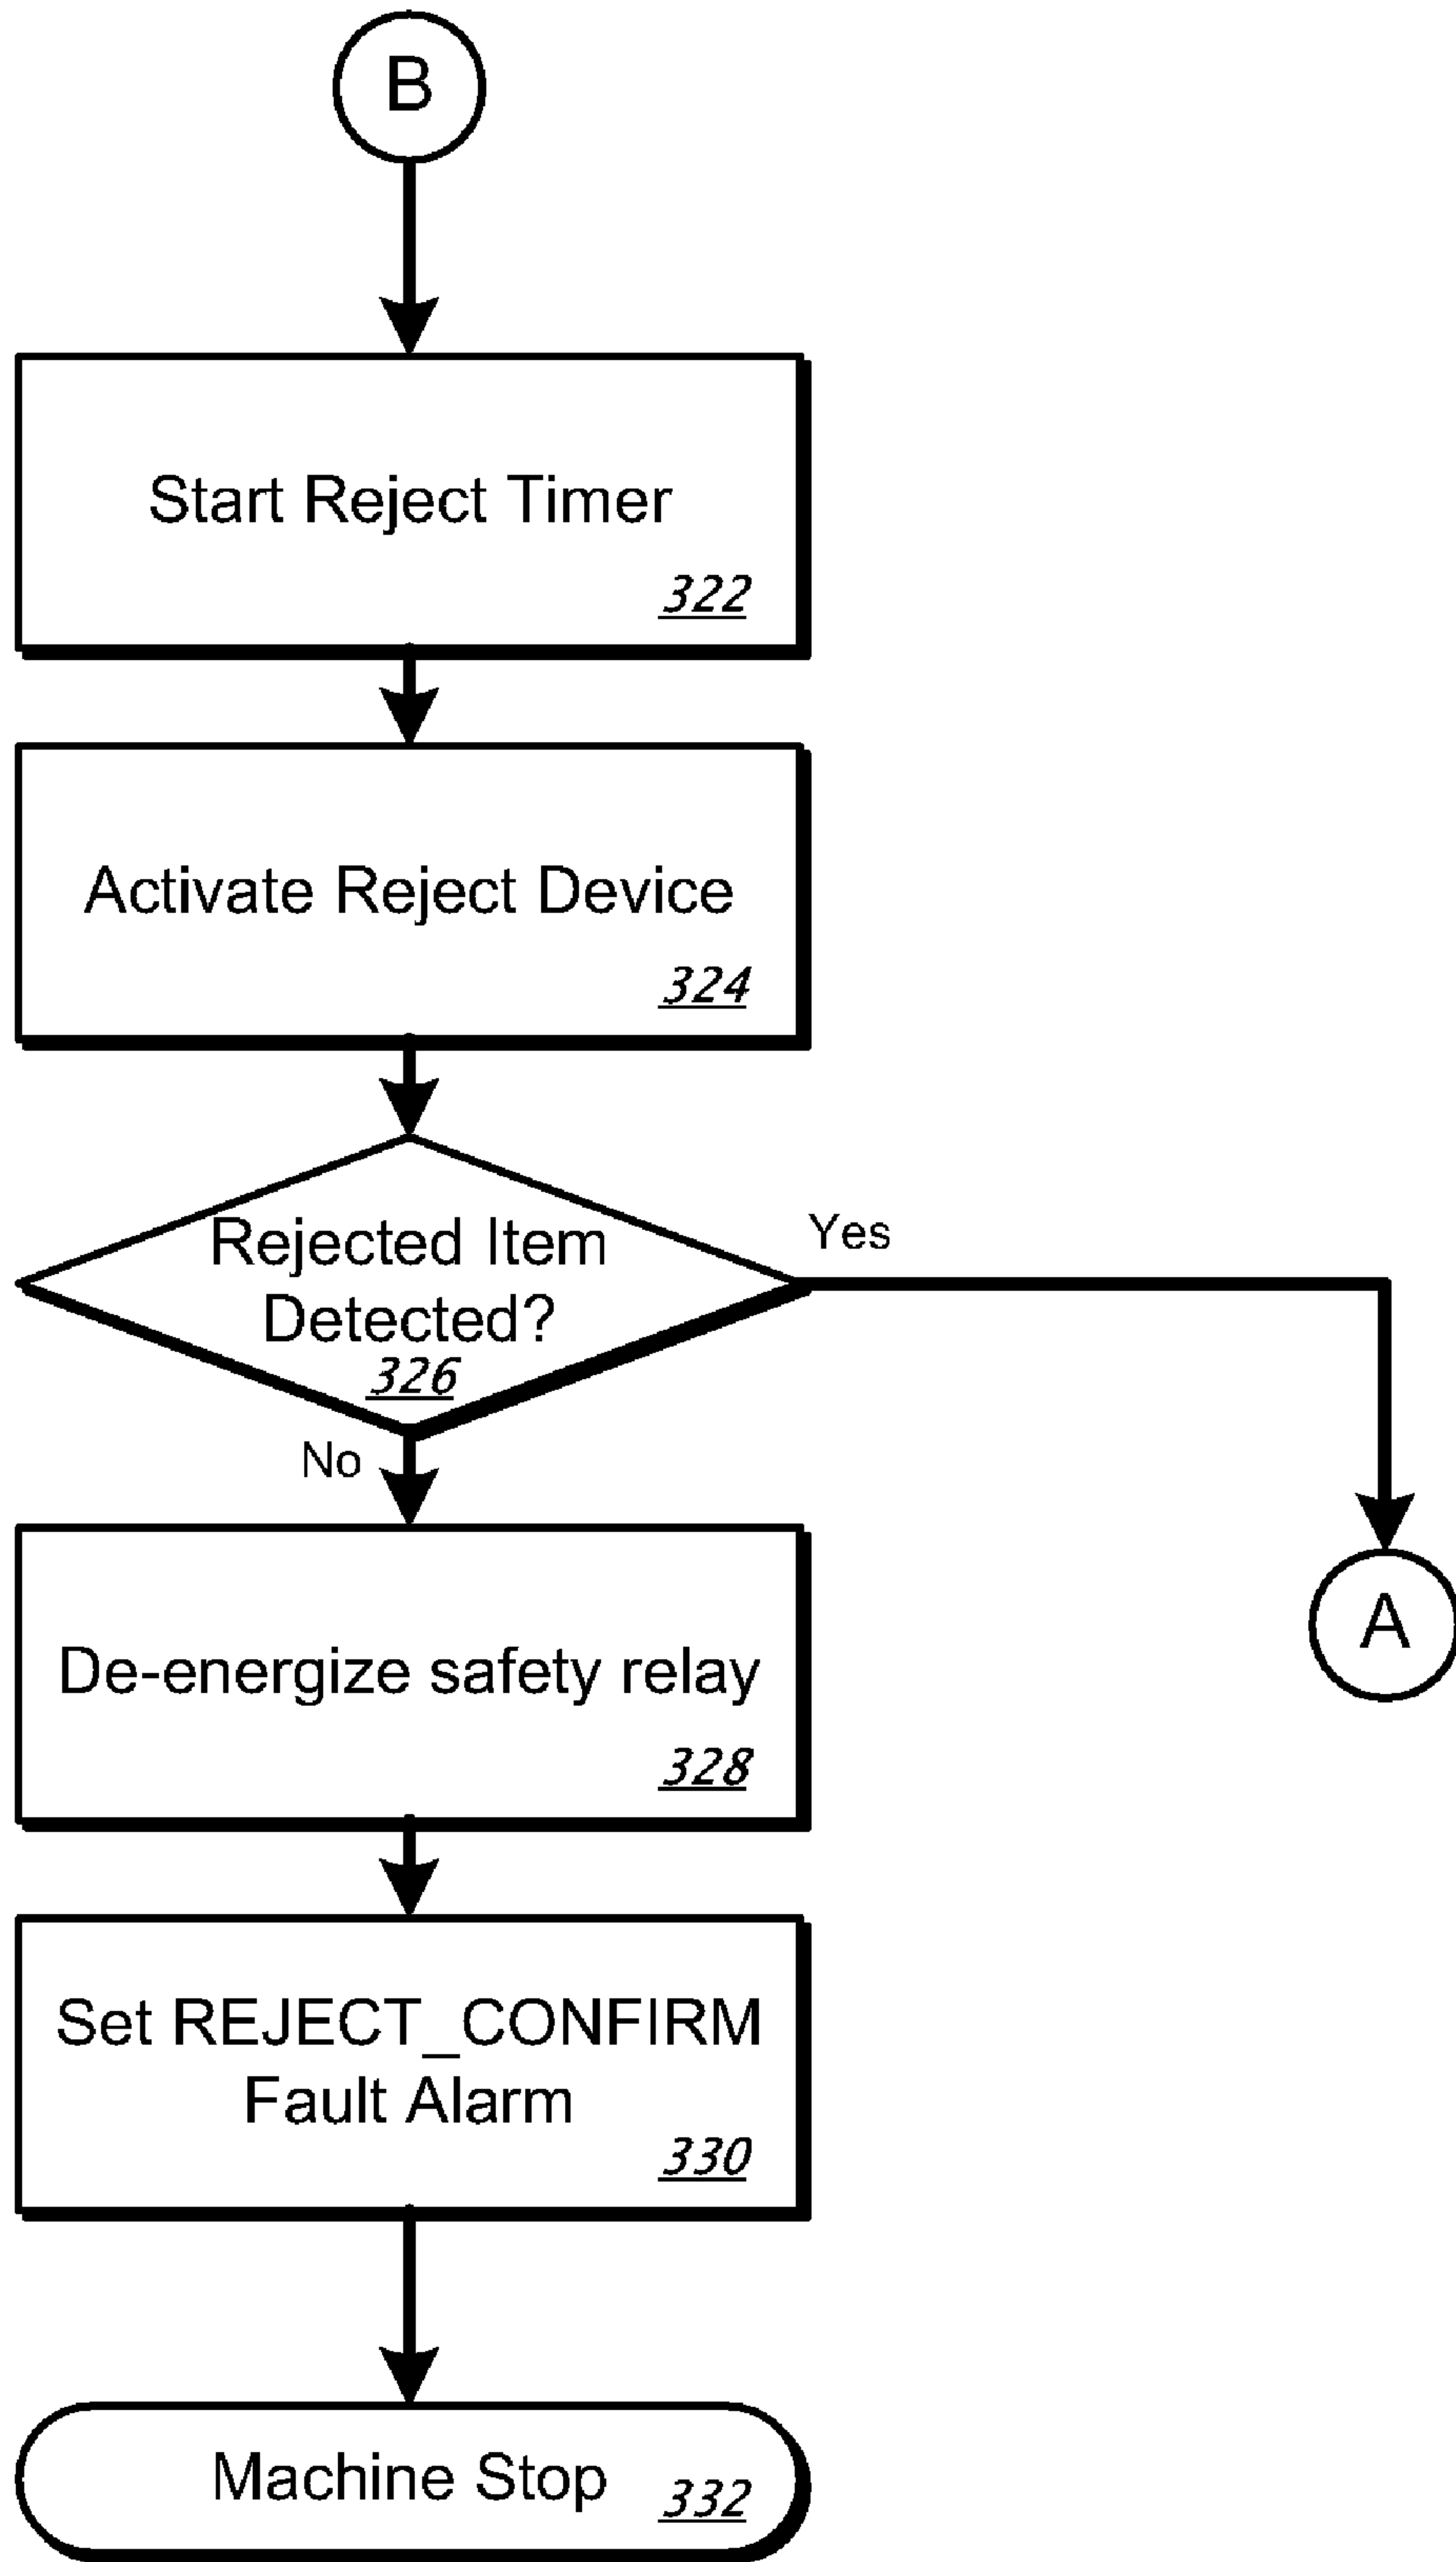 B
Start Reject Timer
322
Activate Reject Device
324
Rejected Item
Detected?
326
Yes
No
De-energize safety relay
328
A
Set REJECT_CONFIRM
Fault Alarm
330
Machine Stop 332